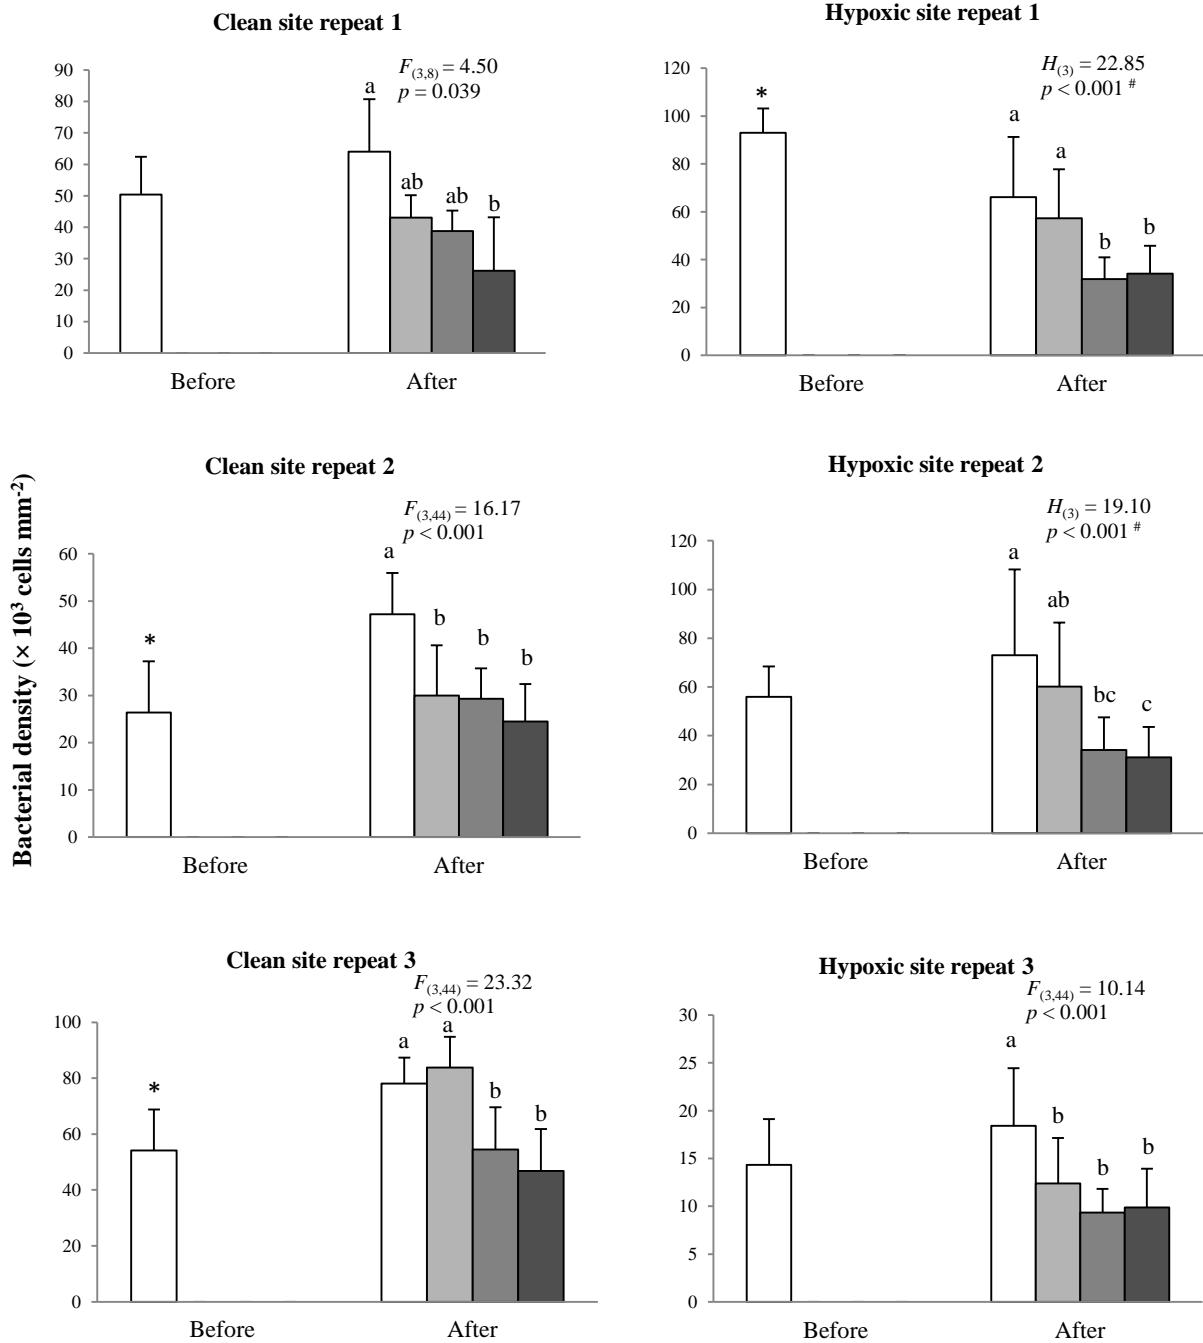 Clean site repeat 1
F(3,8) = 4.50
p = 0.039
90
80
70
60
50
40
30
20
10
0
a
ab
ab
b
Before
After
Hypoxic site repeat 1
H(3) = 22.85
p < 0.001 #
120
100
80
60
40
20
0
*
a
a
b
b
Before
After
Bacterial density (× 10³ cells mm⁻²)
Clean site repeat 2
F(3,44) = 16.17
p < 0.001
60
50
40
30
20
10
0
*
a
b
b
b
Before
After
Hypoxic site repeat 2
H(3) = 19.10
p < 0.001 #
120
100
80
60
40
20
0
a
ab
bc
c
Before
After
Clean site repeat 3
F(3,44) = 23.32
p < 0.001
100
80
60
40
20
0
*
a
a
b
b
Before
After
Hypoxic site repeat 3
F(3,44) = 10.14
p < 0.001
30
25
20
15
10
5
0
a
b
b
b
Before
After